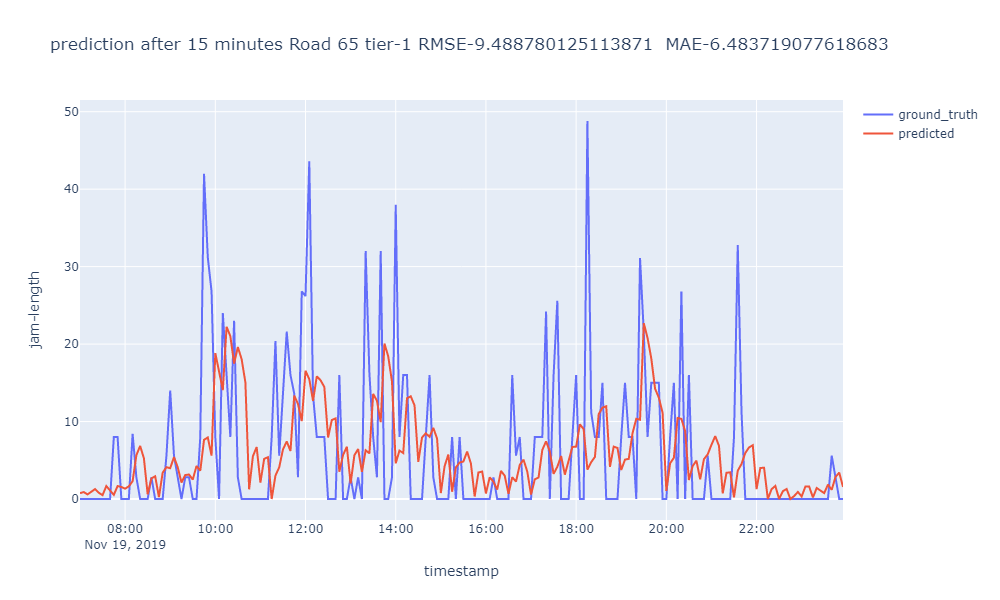 prediction after 15 minutes Road 65 tier-1 RMSE-9.488780125113871  MAE-6.483719077618683
ground_truth
predicted
50
40
30
20
10
0
jam-length
08:00 10:00 12:00 14:00 16:00 18:00 20:00 22:00
Nov 19, 2019
timestamp